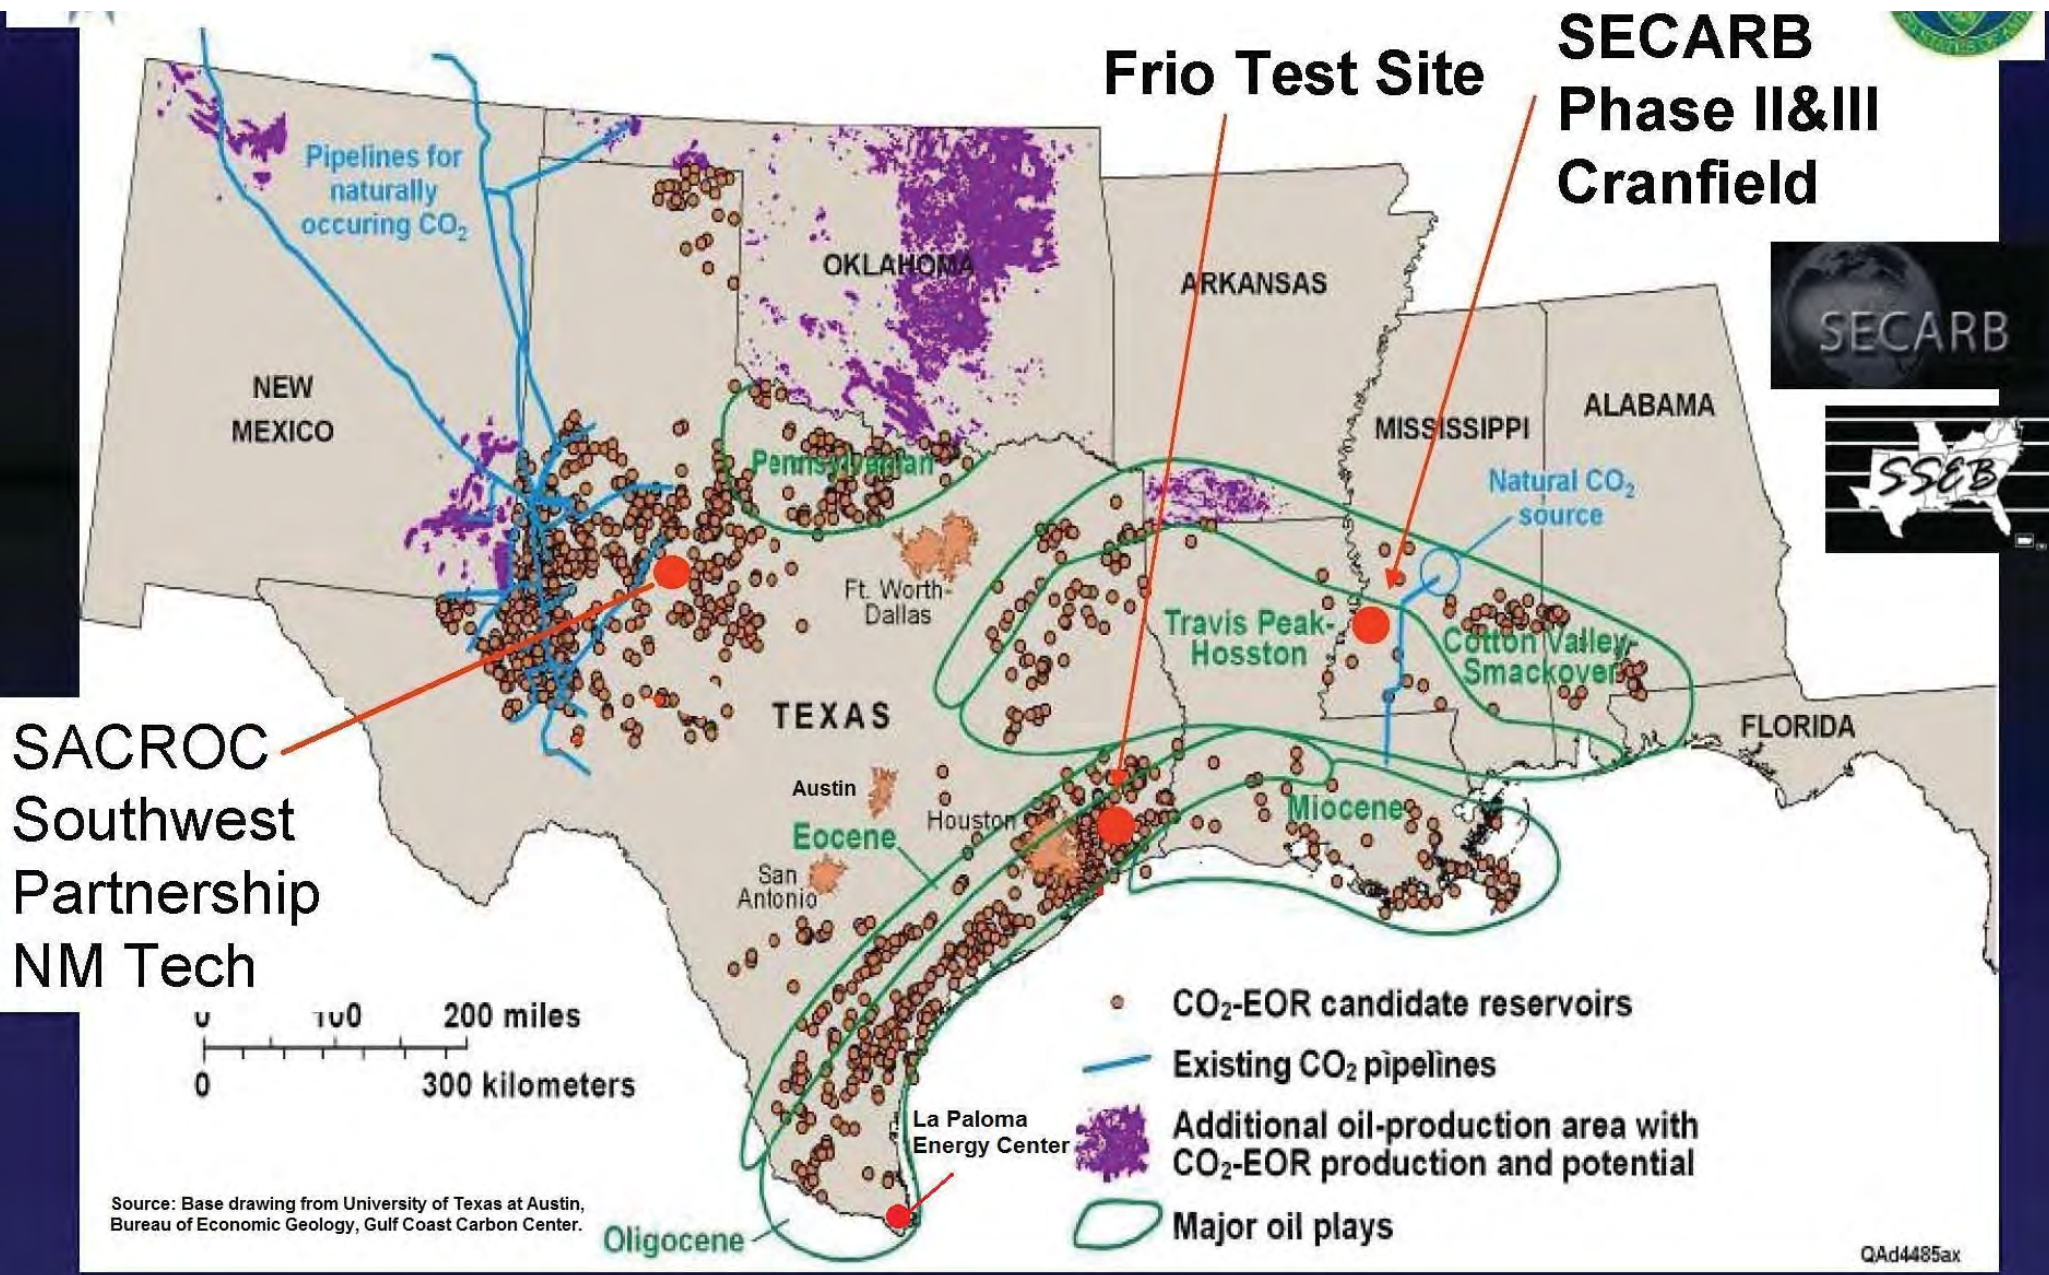 Frio Test Site
SECARB
Phase II&III
Cranfield
Pipelines for
naturally
occuring CO₂
OKLAHOMA
ARKANSAS
SECARB
NEW
MEXICO
MISSISSIPPI
ALABAMA
Pennsylvanian
Natural CO₂
source
SSEB
Ft. Worth-
Dallas
Travis Peak-
Hosston
Cotton Valley-
Smackover
SACROC
Southwest
Partnership
NM Tech
TEXAS
FLORIDA
Austin
Houston
Miocene
Eocene
San
Antonio
0 100 200 miles
0 300 kilometers
CO₂-EOR candidate reservoirs
Existing CO₂ pipelines
Additional oil-production area with
CO₂-EOR production and potential
Major oil plays
La Paloma
Energy Center
Source: Base drawing from University of Texas at Austin,
Bureau of Economic Geology, Gulf Coast Carbon Center.
Oligocene
QAd4485ax